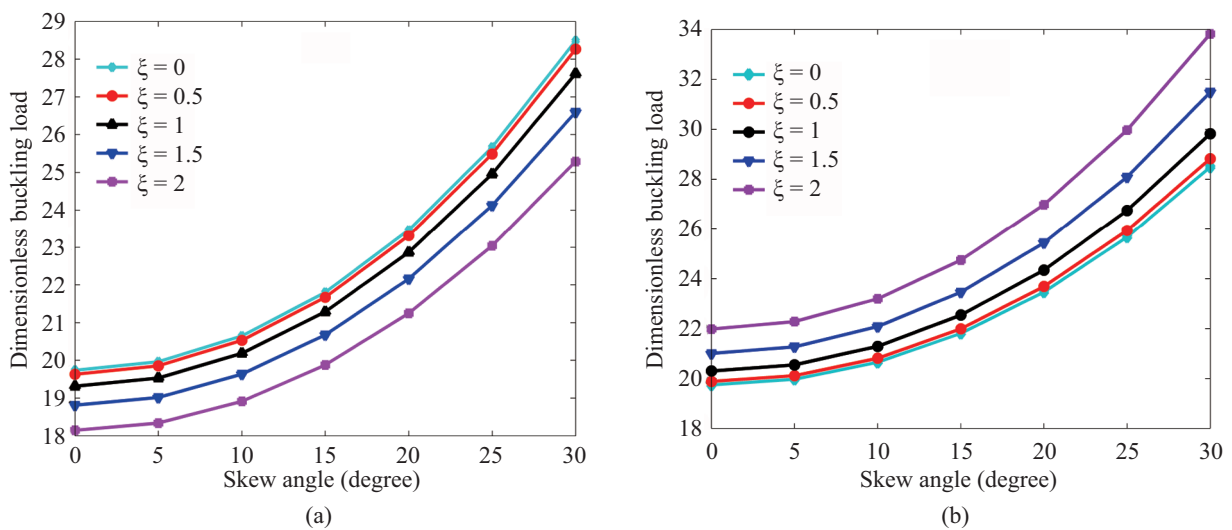 29
28
27
26
25
24
23
22
21
20
19
18
Dimensionless buckling load
ξ = 0
ξ = 0.5
ξ = 1
ξ = 1.5
ξ = 2
0 5 10 15 20 25 30
Skew angle (degree)
(a)
34
32
30
28
26
24
22
20
18
Dimensionless buckling load
ξ = 0
ξ = 0.5
ξ = 1
ξ = 1.5
ξ = 2
0 5 10 15 20 25 30
Skew angle (degree)
(b)